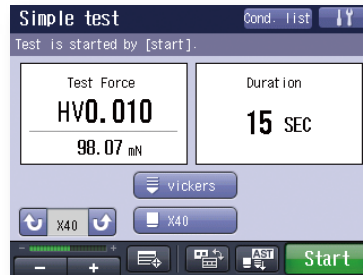 Simple test
Cond. list
Test is started by [start].
Test Force
HV0.010
98.07 mN
Duration
15 SEC
vickers
X40
X40
- +
- +
AST
Start